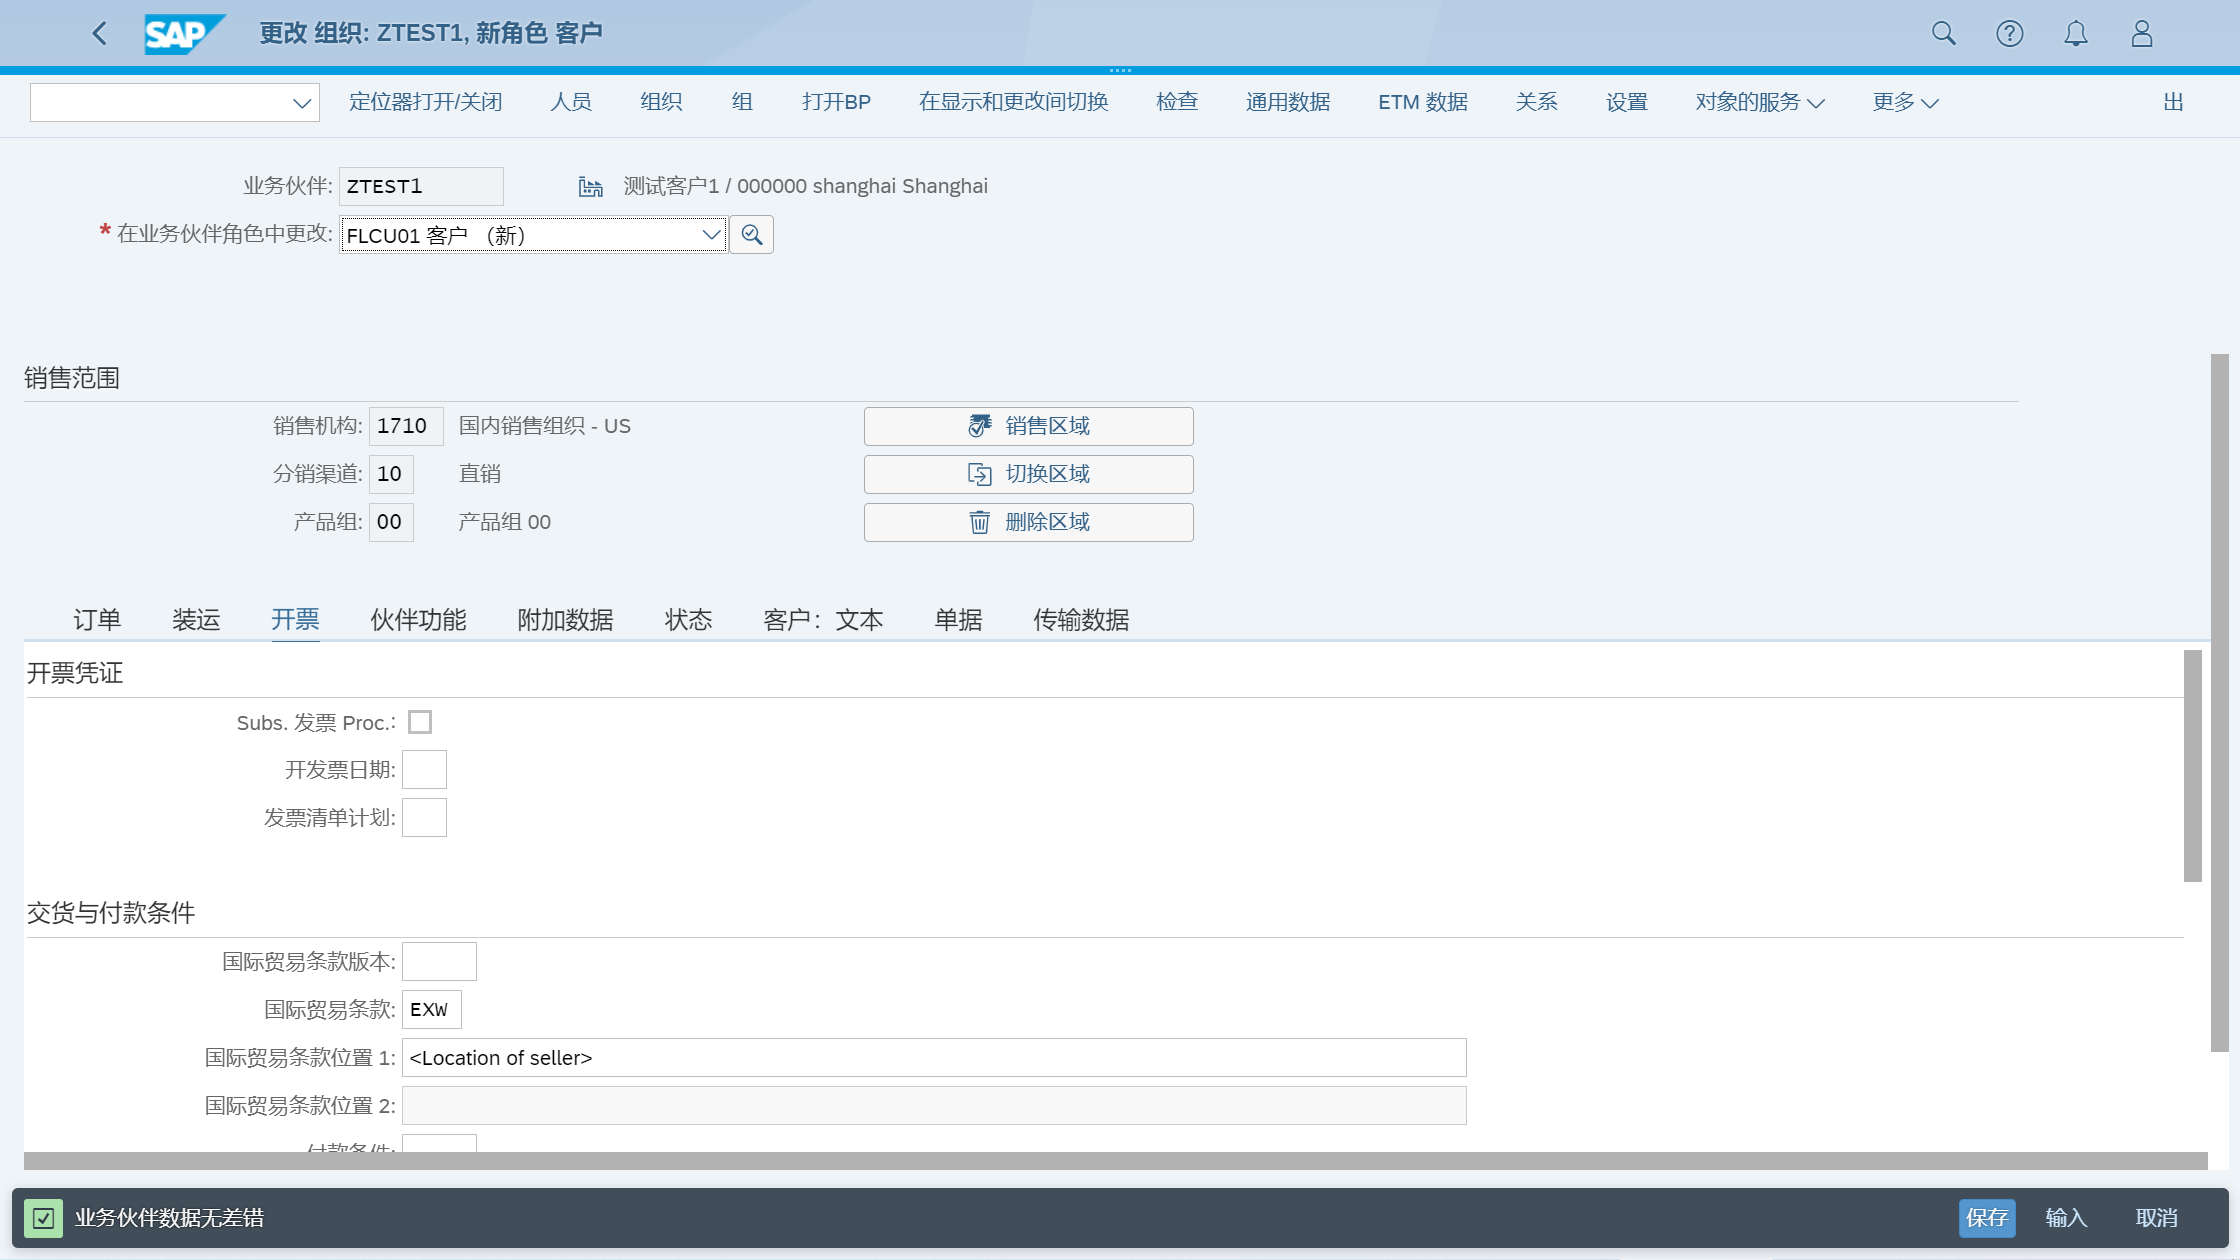 SAP 更改 组织: ZTEST1, 新角色 客户
定位器打开/关闭 人员 组织 组 打开BP 在显示和更改间切换 检查 通用数据 ETM 数据 关系 设置 对象的服务 更多 出
业务伙伴: ZTEST1 测试客户1 / 000000 shanghai Shanghai
* 在业务伙伴角色中更改: FLCU01 客户 （新）
销售范围
销售机构: 1710 国内销售组织 - US 销售区域
分销渠道: 10 直销 切换区域
产品组: 00 产品组 00 删除区域
订单 装运 开票 伙伴功能 附加数据 状态 客户：文本 单据 传输数据
开票凭证
Subs. 发票 Proc.:
开发票日期:
发票清单计划:
交货与付款条件
国际贸易条款版本:
国际贸易条款: EXW
国际贸易条款位置 1: <Location of seller>
国际贸易条款位置 2:
付款条件:
业务伙伴数据无差错 保存 输入 取消